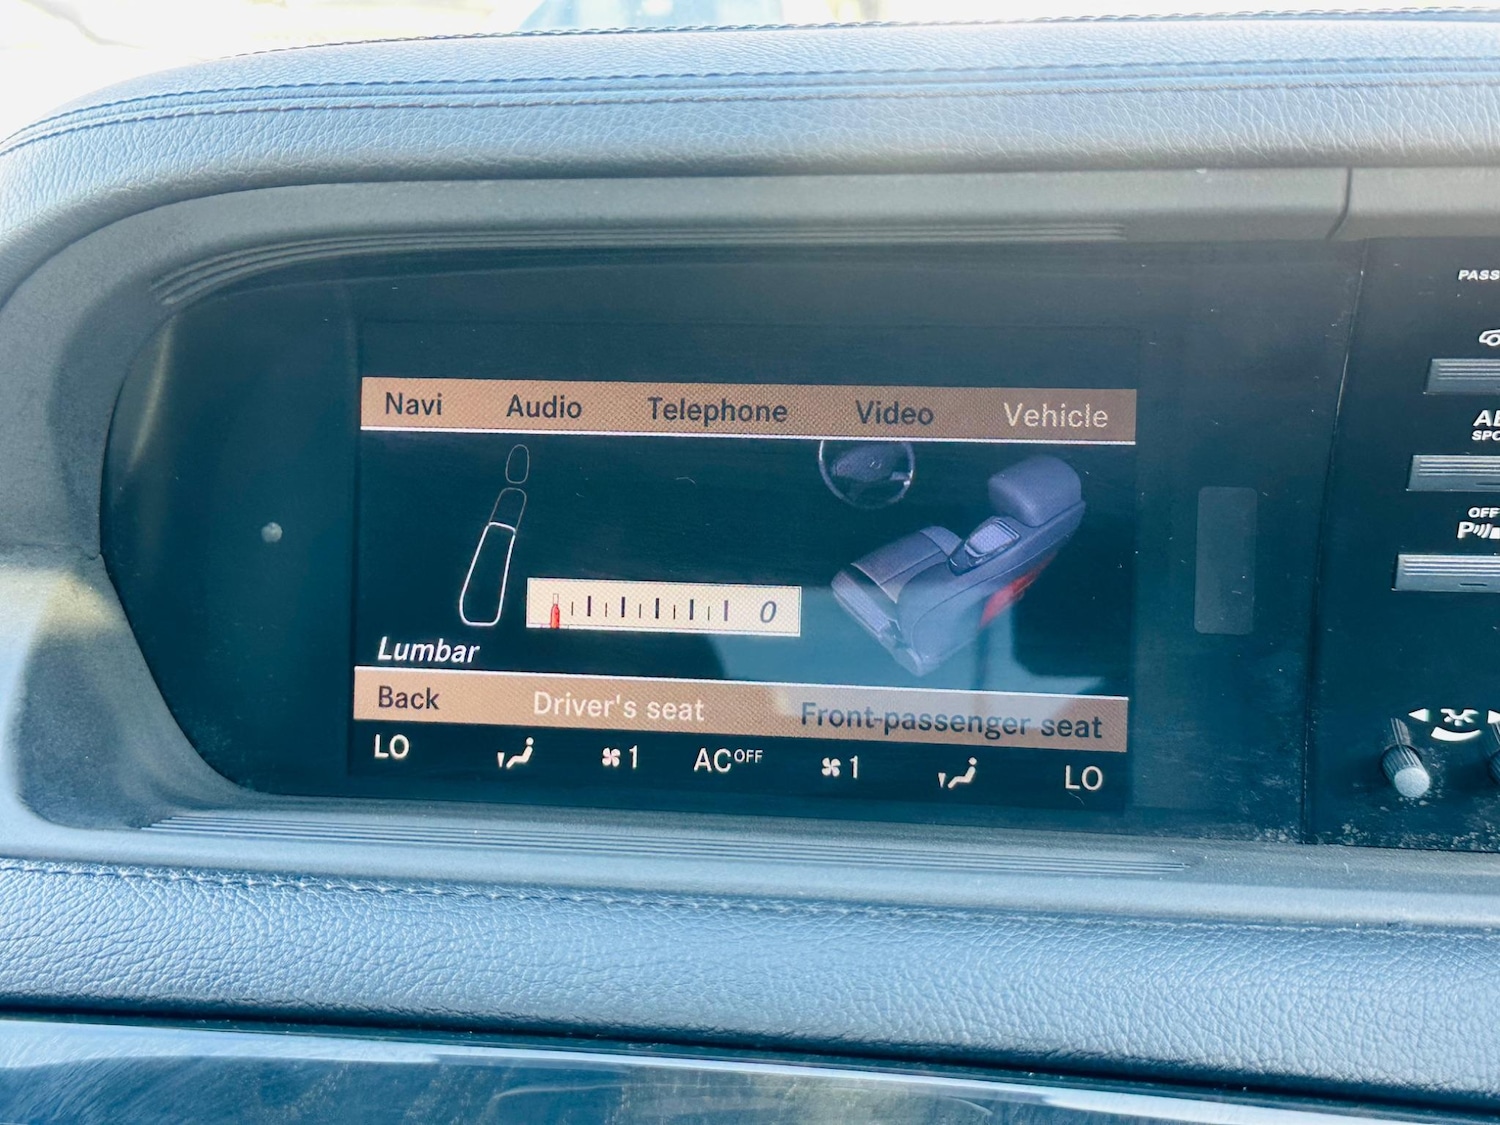 Navi Audio Telephone Video Vehicle
0
Lumbar
Back Driver's seat Front-passenger seat
LO 1 AC OFF 1 LO
OFF
P